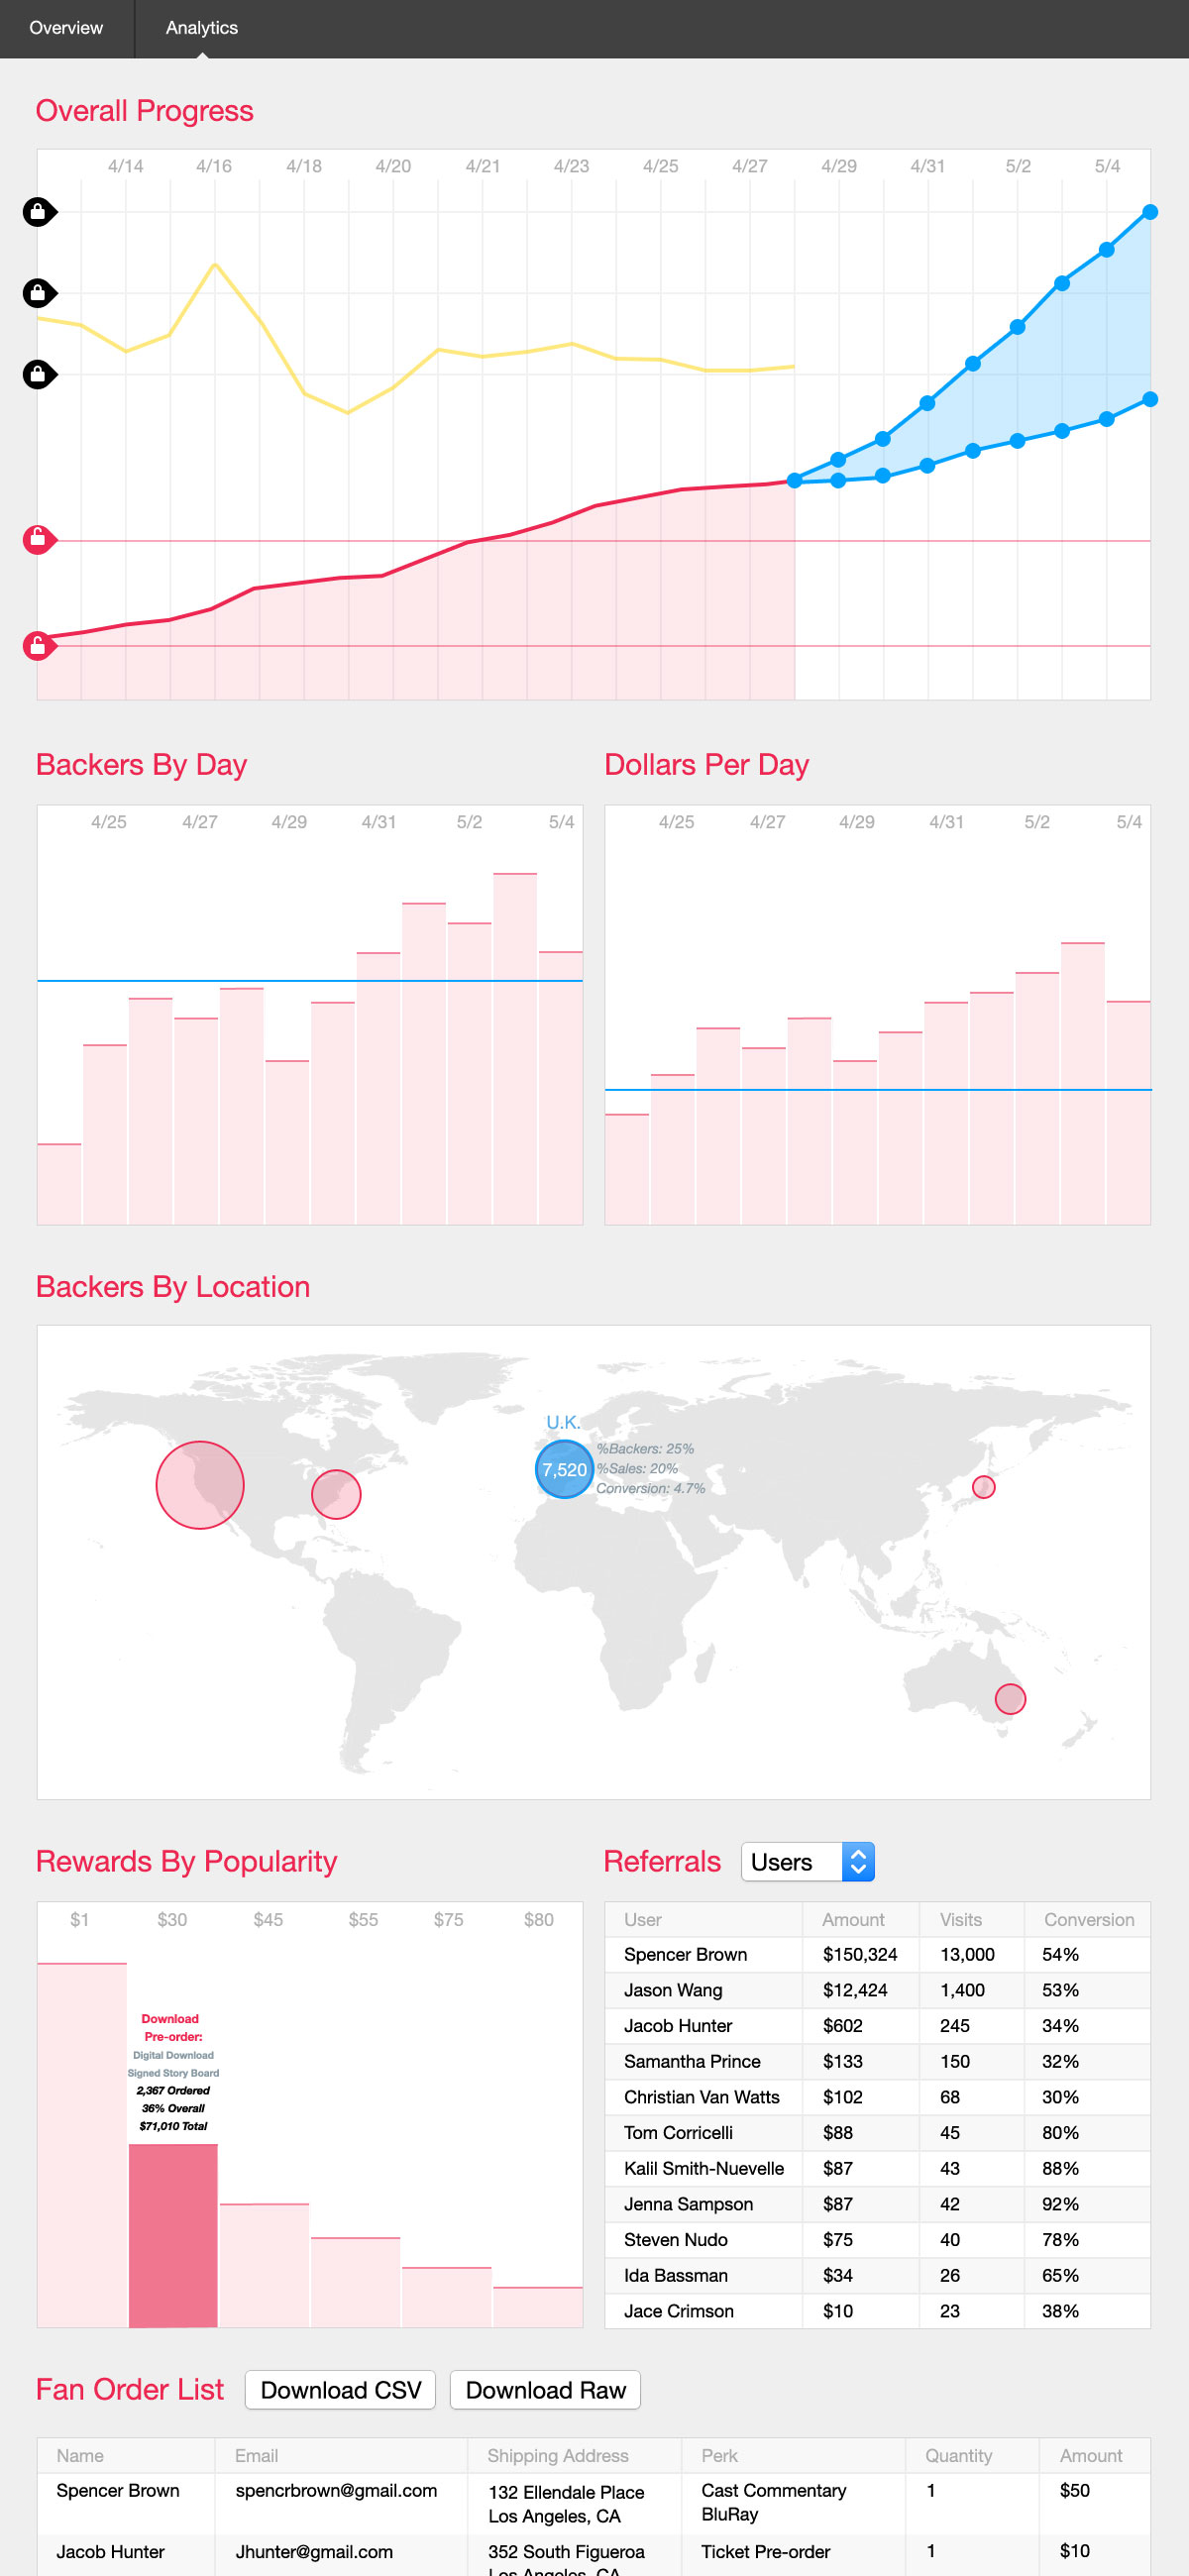 Overview Analytics
Overall Progress
4/14 4/16 4/18 4/20 4/21 4/23 4/25 4/27 4/29 4/31 5/2 5/4
Backers By Day
4/25 4/27 4/29 4/31 5/2 5/4
Dollars Per Day
4/25 4/27 4/29 4/31 5/2 5/4
Backers By Location
U.K.
7,520
%Backers: 25%
%Sales: 20%
Conversion: 4.7%
Rewards By Popularity
$1 $30 $45 $55 $75 $80
Download
Pre-order:
Digital Download
Signed Story Board
2,367 Ordered
36% Overall
$71,010 Total
Referrals Users
User Amount Visits Conversion
Spencer Brown $150,324 13,000 54%
Jason Wang $12,424 1,400 53%
Jacob Hunter $602 245 34%
Samantha Prince $133 150 32%
Christian Van Watts $102 68 30%
Tom Corricelli $88 45 80%
Kalil Smith-Nuevelle $87 43 88%
Jenna Sampson $87 42 92%
Steven Nudo $75 40 78%
Ida Bassman $34 26 65%
Jace Crimson $10 23 38%
Fan Order List Download CSV Download Raw
Name Email Shipping Address Perk Quantity Amount
Spencer Brown spencrbrown@gmail.com 132 Ellendale Place Cast Commentary 1 $50
Los Angeles, CA BluRay
Jacob Hunter Jhunter@gmail.com 352 South Figueroa Ticket Pre-order 1 $10
Los Angeles, CA